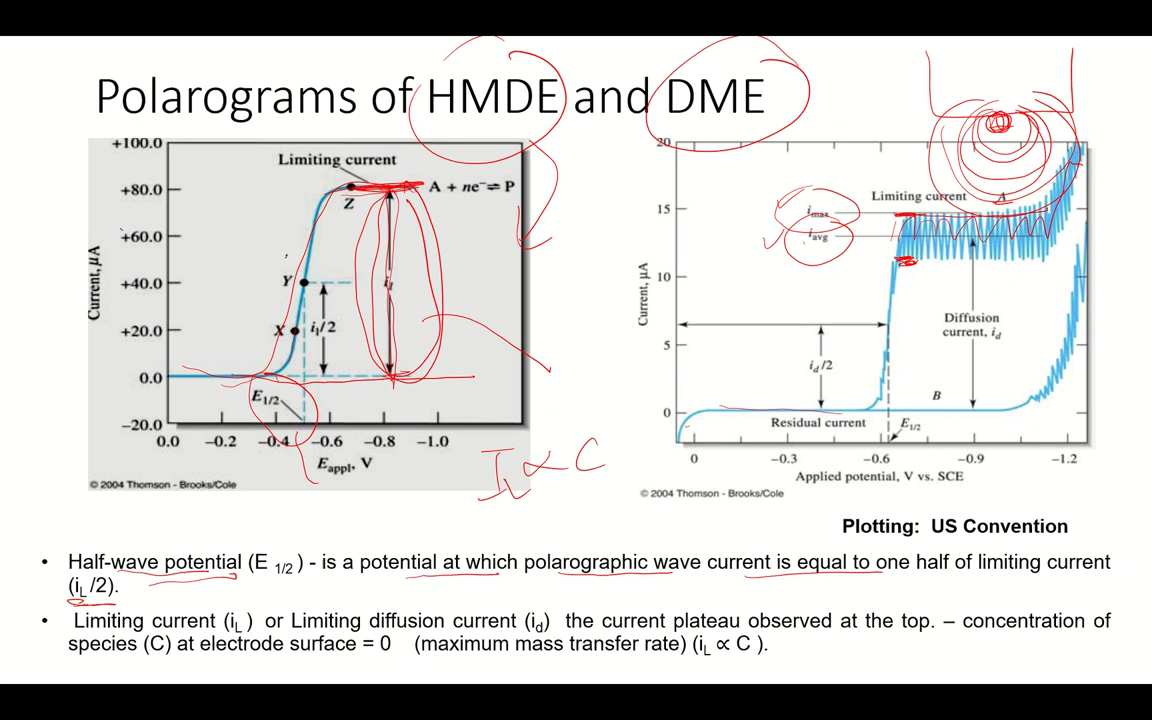 Polarograms of HMDE and DME
+100.0
+80.0
+60.0
+40.0
+20.0
0.0
−20.0
Current, μA
Limiting current
A + ne⁻ ⇌ P
Z
Y
X
i_l
i_l/2
E1/2
0.0 −0.2 −0.4 −0.6 −0.8 −1.0
E_appl, V
© 2004 Thomson - Brooks/Cole
I_L ∝ C
20
15
10
5
0
Current, μA
Limiting current
A
i_max
i_avg
Diffusion
current, i_d
i_d/2
B
Residual current
E1/2
0 −0.3 −0.6 −0.9 −1.2
Applied potential, V vs. SCE
© 2004 Thomson - Brooks/Cole
Plotting: US Convention
• Half-wave potential (E 1/2 ) - is a potential at which polarographic wave current is equal to one half of limiting current
(i_L /2).
• Limiting current (i_L ) or Limiting diffusion current (i_d) the current plateau observed at the top. – concentration of
species (C) at electrode surface = 0 (maximum mass transfer rate) (i_L ∝ C ).